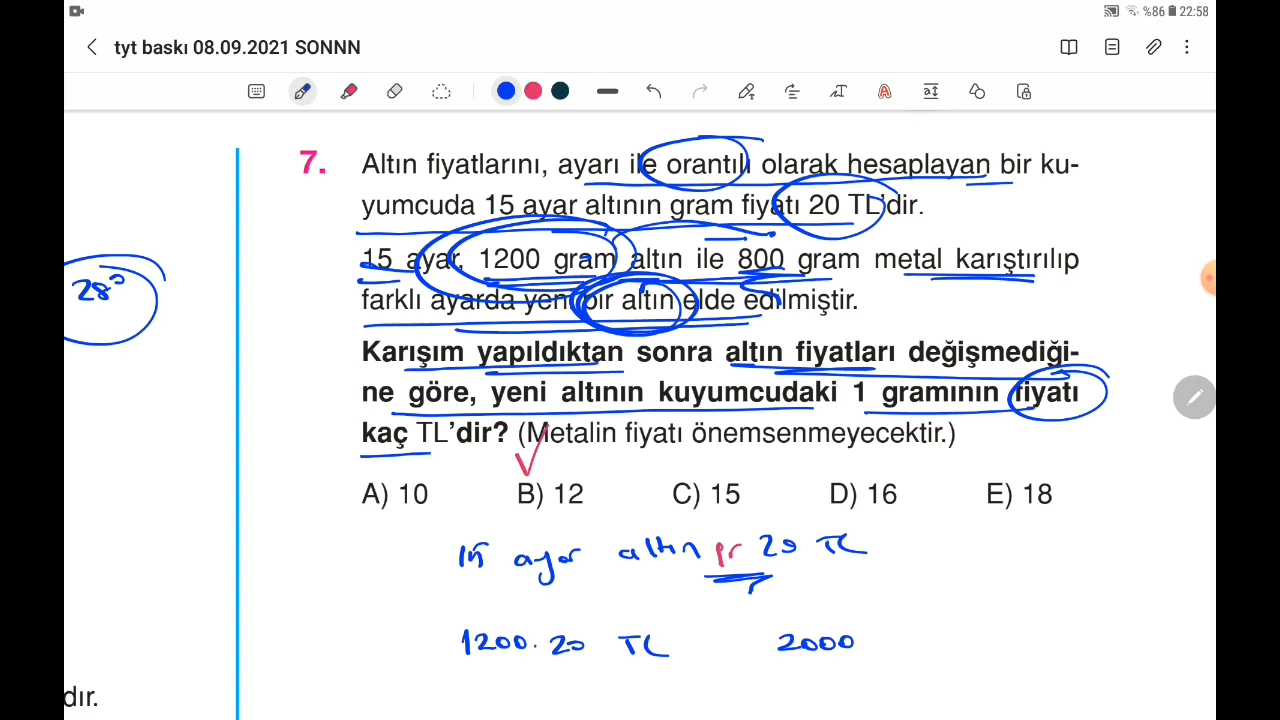 %86 22:58
tyt baskı 08.09.2021 SONNN
7. Altın fiyatlarını, ayarı ile orantılı olarak hesaplayan bir ku-
yumcuda 15 ayar altının gram fiyatı 20 TL'dir.
15 ayar, 1200 gram altın ile 800 gram metal karıştırılıp
farklı ayarda yeni bir altın elde edilmiştir.
Karışım yapıldıktan sonra altın fiyatları değişmediği-
ne göre, yeni altının kuyumcudaki 1 gramının fiyatı
kaç TL'dir? (Metalin fiyatı önemsenmeyecektir.)
A) 10 B) 12 C) 15 D) 16 E) 18
15 ayar altın gr 20 TL
1200.20 TL 2000
dır.